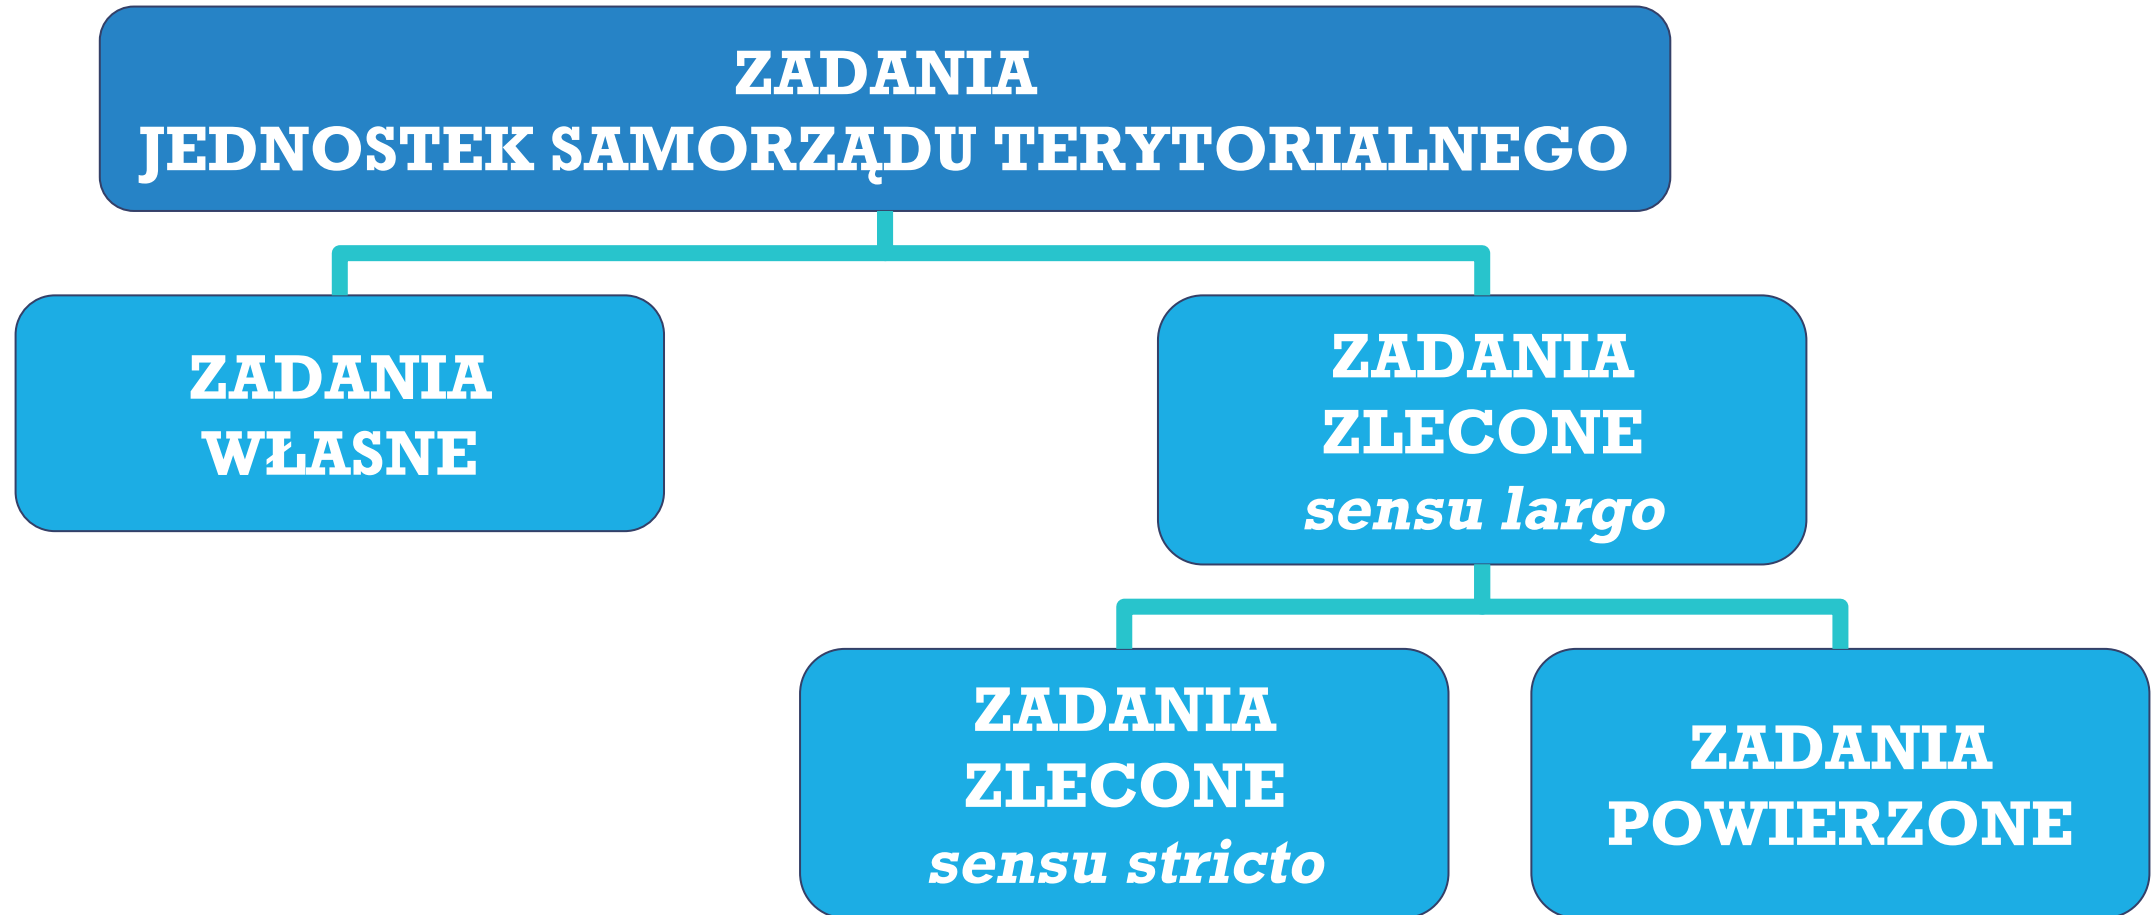 ZADANIA
JEDNOSTEK SAMORZĄDU TERYTORIALNEGO
ZADANIA
WŁASNE
ZADANIA
ZLECONE
sensu largo
ZADANIA
ZLECONE
sensu stricto
ZADANIA
POWIERZONE